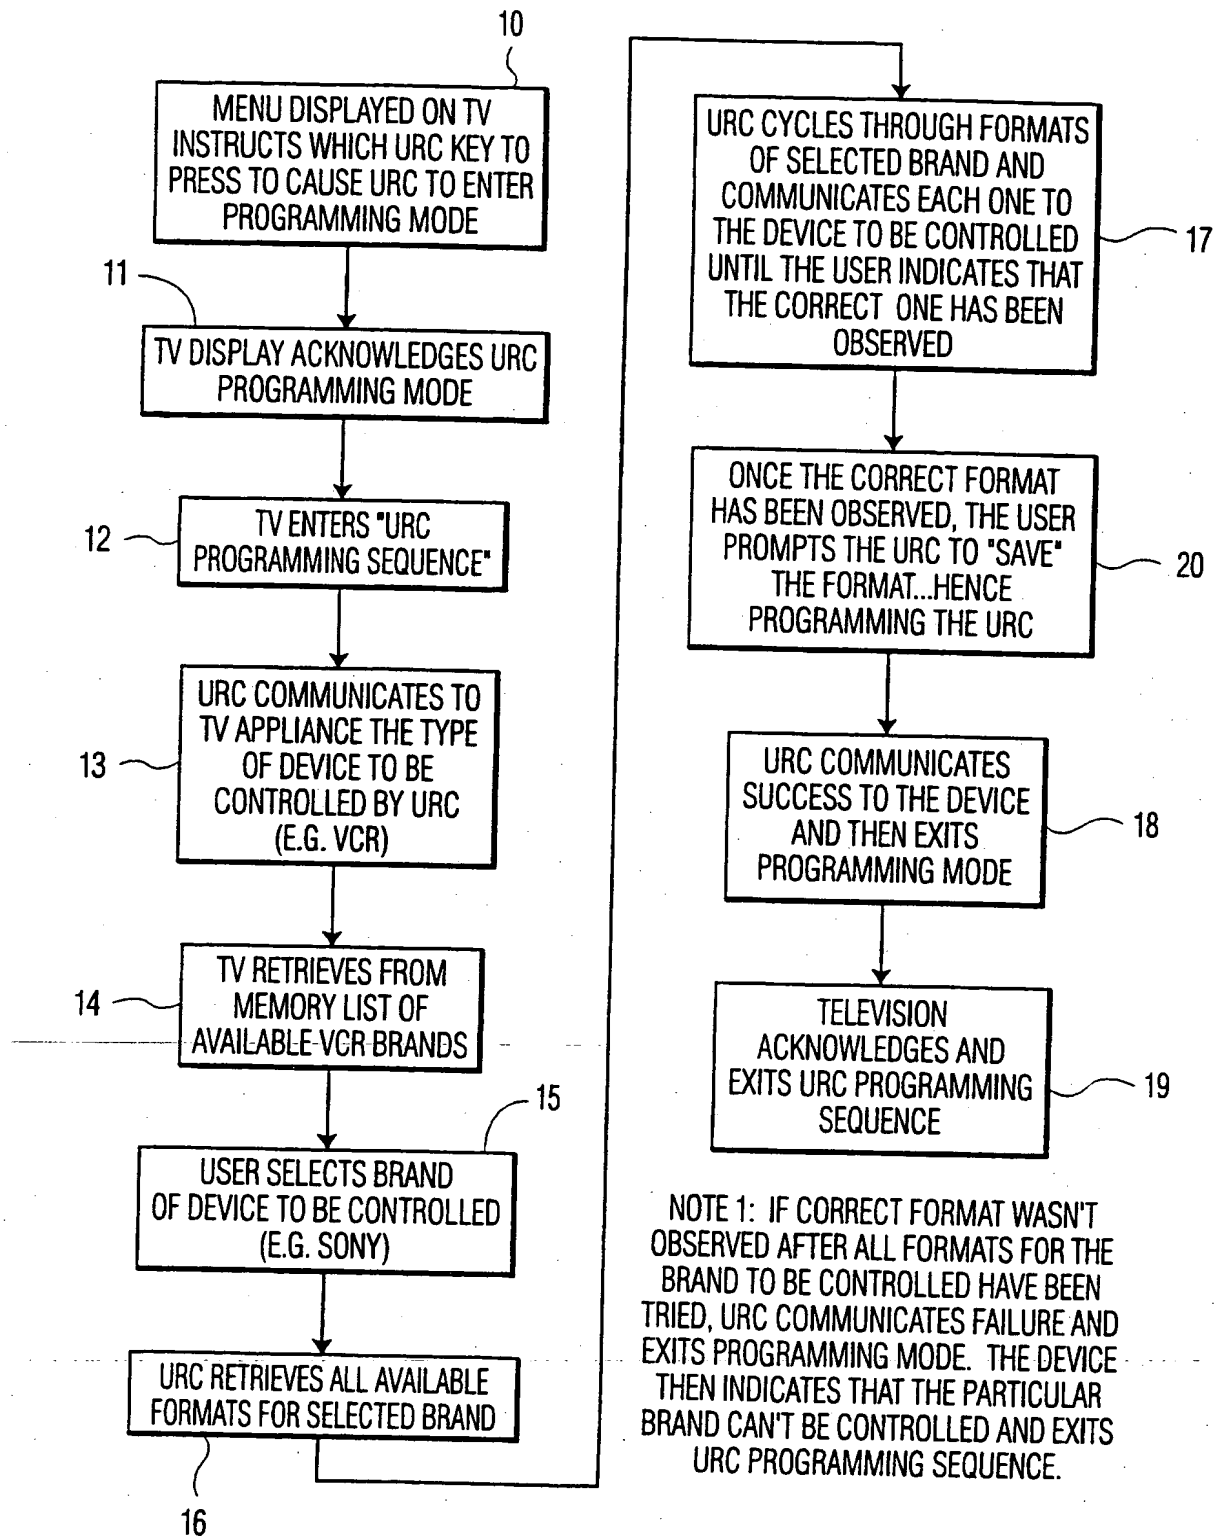 10
MENU DISPLAYED ON TV
INSTRUCTS WHICH URC KEY TO
PRESS TO CAUSE URC TO ENTER
PROGRAMMING MODE
11
TV DISPLAY ACKNOWLEDGES URC
PROGRAMMING MODE
12
TV ENTERS "URC
PROGRAMMING SEQUENCE"
13
URC COMMUNICATES TO
TV APPLIANCE THE TYPE
OF DEVICE TO BE
CONTROLLED BY URC
(E.G. VCR)
14
TV RETRIEVES FROM
MEMORY LIST OF
AVAILABLE VCR BRANDS
15
USER SELECTS BRAND
OF DEVICE TO BE CONTROLLED
(E.G. SONY)
URC RETRIEVES ALL AVAILABLE
FORMATS FOR SELECTED BRAND
16
URC CYCLES THROUGH FORMATS
OF SELECTED BRAND AND
COMMUNICATES EACH ONE TO
THE DEVICE TO BE CONTROLLED
UNTIL THE USER INDICATES THAT
THE CORRECT ONE HAS BEEN
OBSERVED
17
ONCE THE CORRECT FORMAT
HAS BEEN OBSERVED, THE USER
PROMPTS THE URC TO "SAVE"
THE FORMAT...HENCE
PROGRAMMING THE URC
20
URC COMMUNICATES
SUCCESS TO THE DEVICE
AND THEN EXITS
PROGRAMMING MODE
18
TELEVISION
ACKNOWLEDGES AND
EXITS URC PROGRAMMING
SEQUENCE
19
NOTE 1: IF CORRECT FORMAT WASN'T
OBSERVED AFTER ALL FORMATS FOR THE
BRAND TO BE CONTROLLED HAVE BEEN
TRIED, URC COMMUNICATES FAILURE AND
EXITS PROGRAMMING MODE. THE DEVICE
THEN INDICATES THAT THE PARTICULAR
BRAND CAN'T BE CONTROLLED AND EXITS
URC PROGRAMMING SEQUENCE.